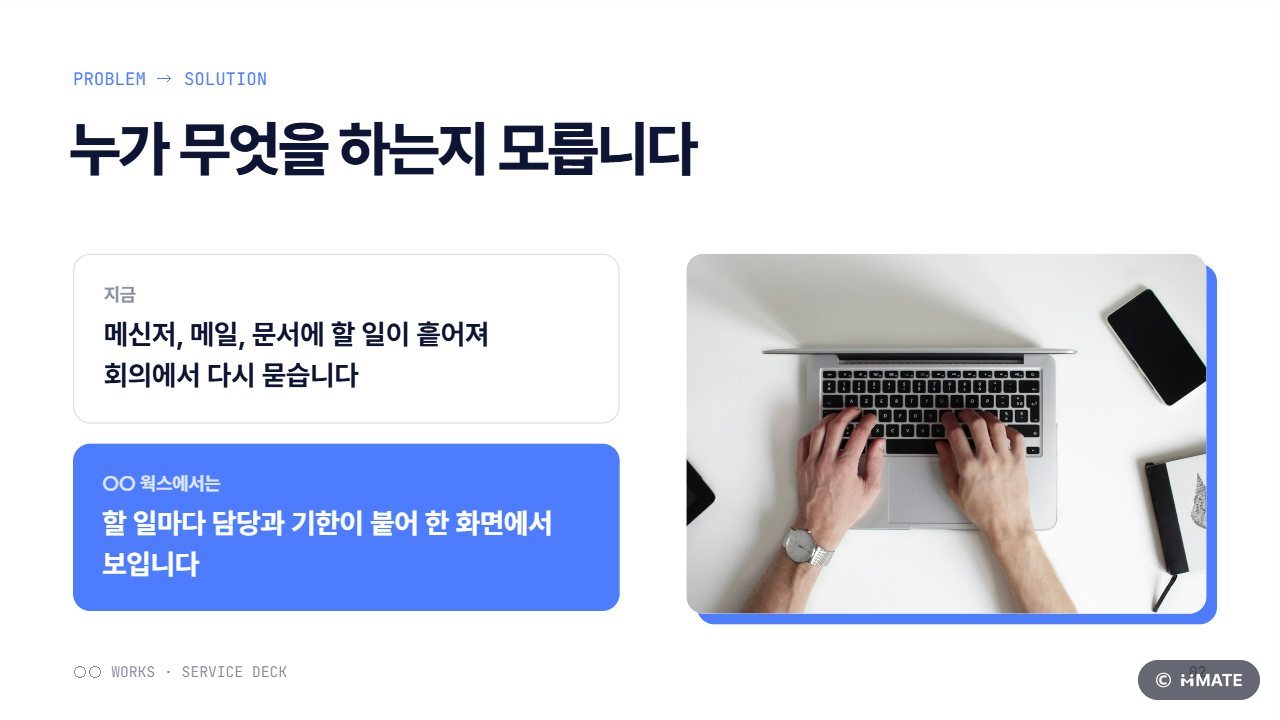 PROBLEM → SOLUTION
누가 무엇을 하는지 모릅니다
지금
메신저, 메일, 문서에 할 일이 흩어져
회의에서 다시 묻습니다
○○ 웍스에서는
할 일마다 담당과 기한이 붙어 한 화면에서
보입니다
○○ WORKS · SERVICE DECK
© MMATE